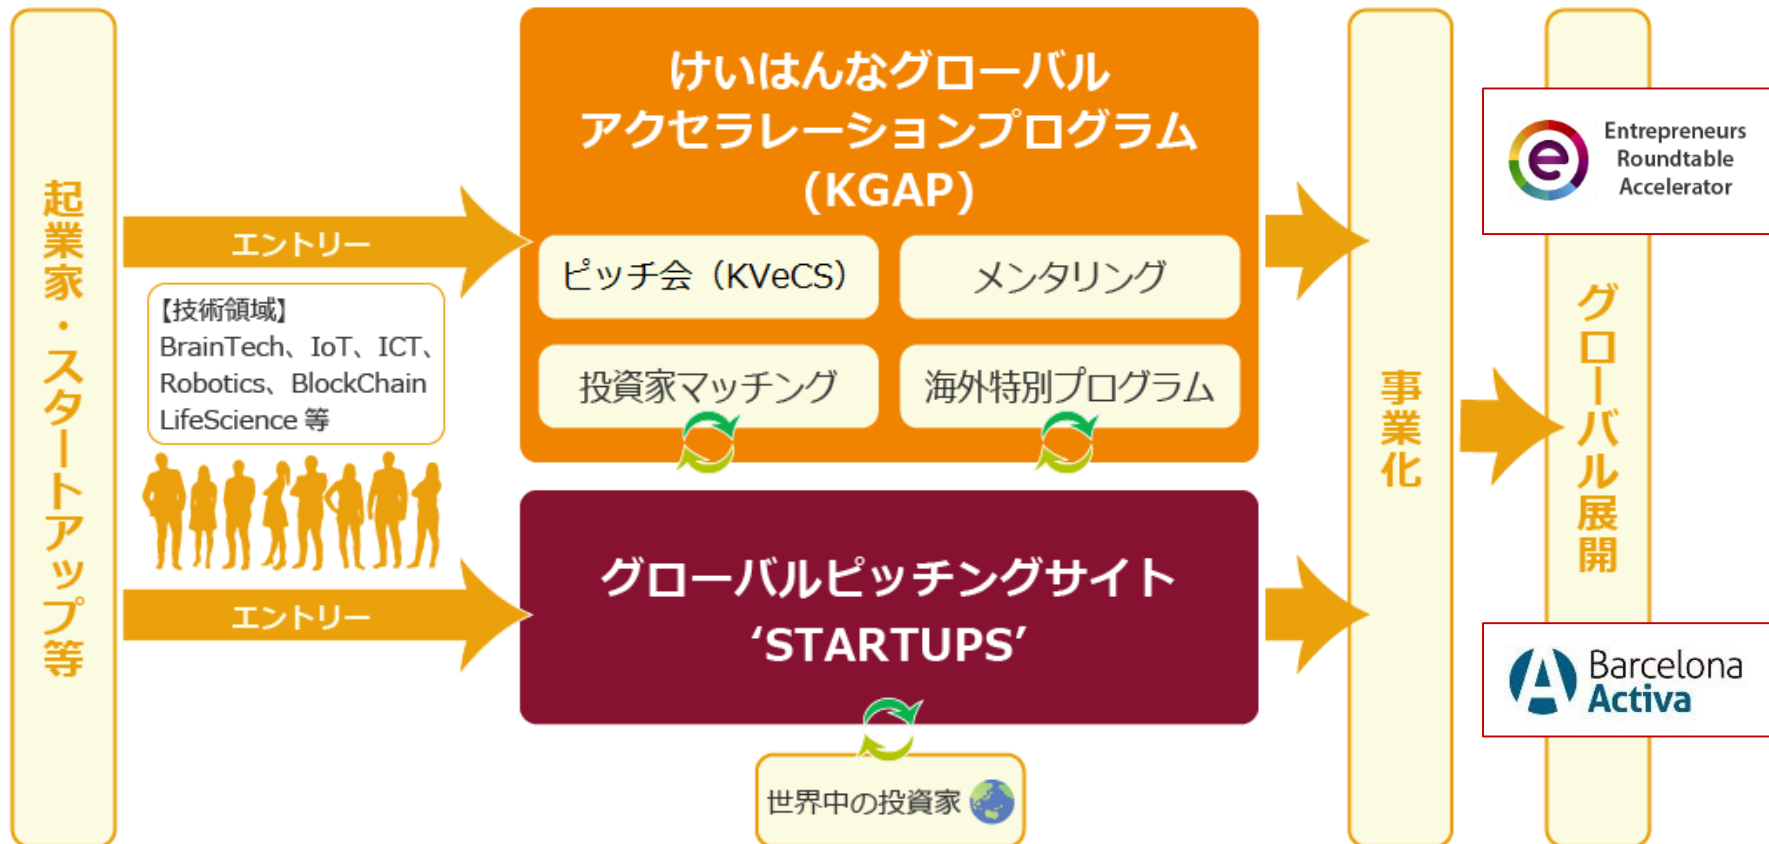 起業家・スタートアップ等
エントリー
【技術領域】
BrainTech、IoT、ICT、
Robotics、BlockChain
LifeScience 等
エントリー
けいはんなグローバル
アクセラレーションプログラム
(KGAP)
ピッチ会（KVeCS）
メンタリング
投資家マッチング
海外特別プログラム
グローバルピッチングサイト
‘STARTUPS’
世界中の投資家
事業化
グローバル展開
e
Entrepreneurs
Roundtable
Accelerator
Barcelona
Activa